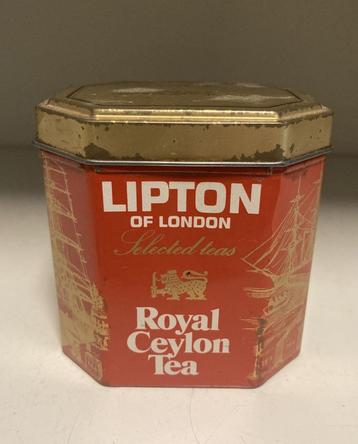 LIPTON
OF LONDON
Selected teas
Royal
Ceylon
Tea